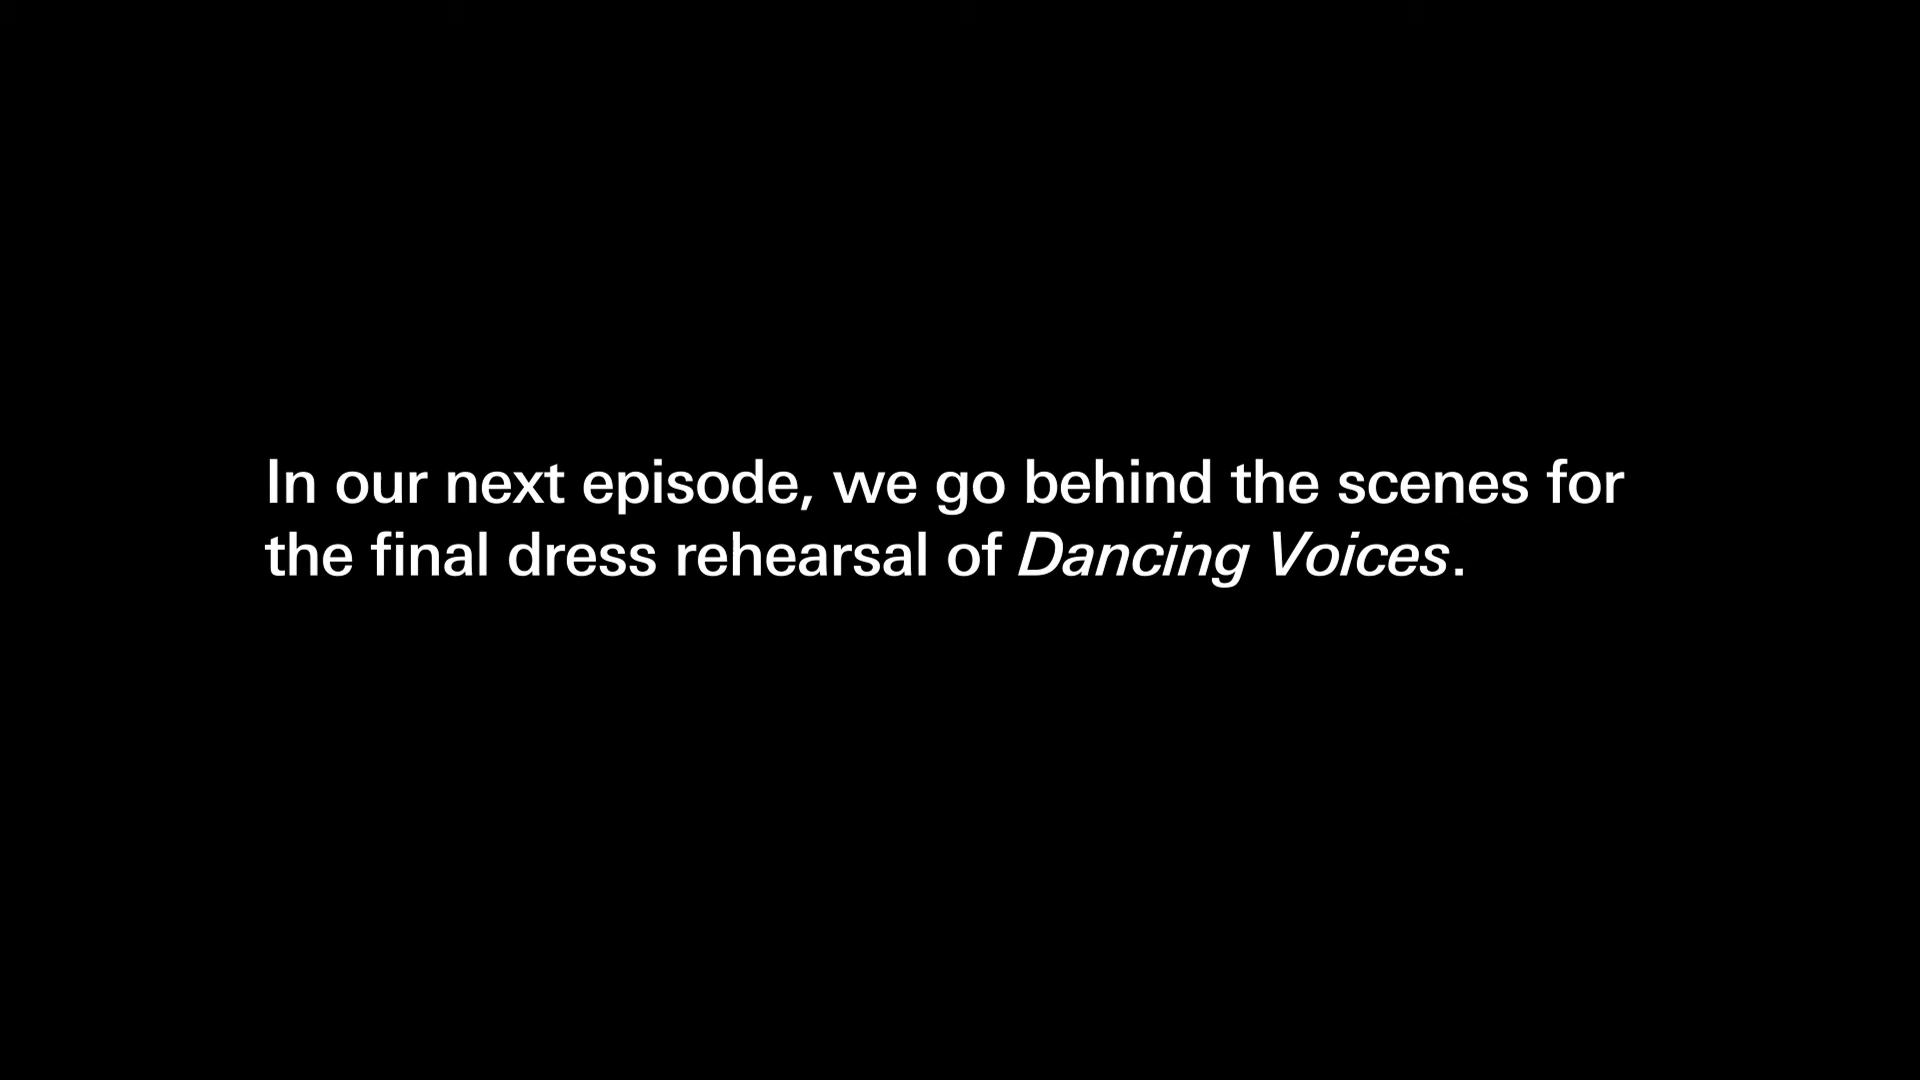 In our next episode, we go behind the scenes for
the final dress rehearsal of Dancing Voices.